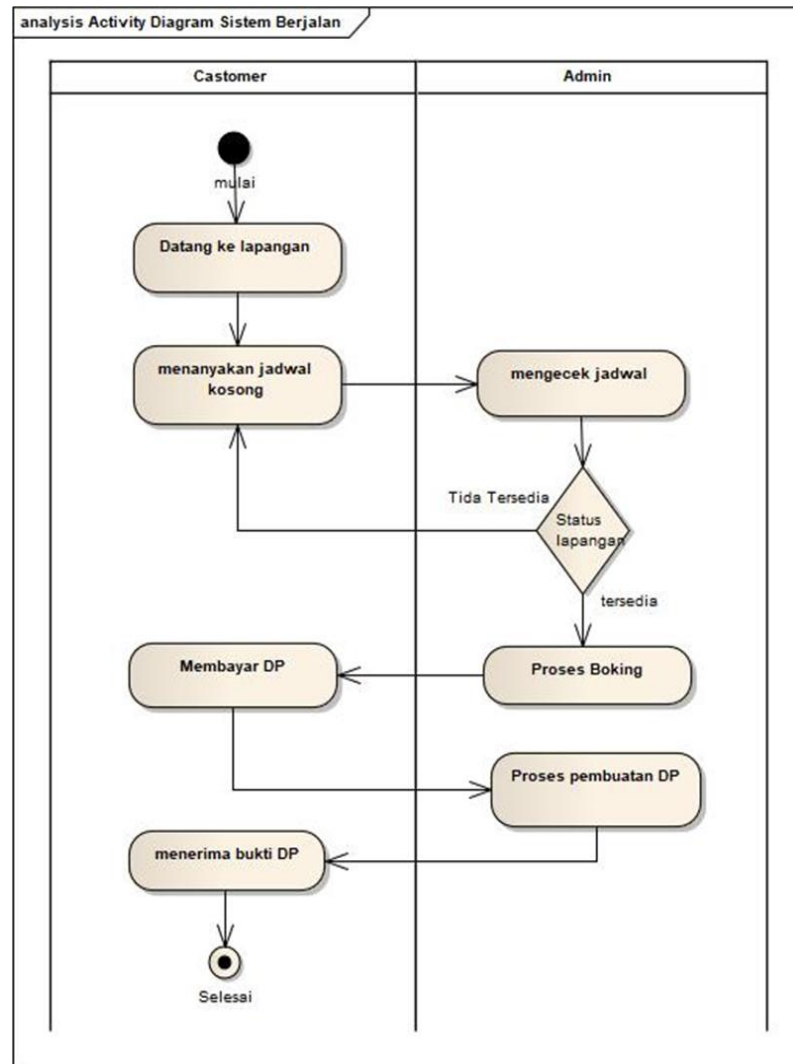 analysis Activity Diagram Sistem Berjalan
Castomer
Admin
mulai
Datang ke lapangan
menanyakan jadwal
kosong
mengecek jadwal
Tida Tersedia
Status
lapangan
tersedia
Membayar DP
Proses Boking
Proses pembuatan DP
menerima bukti DP
Selesai